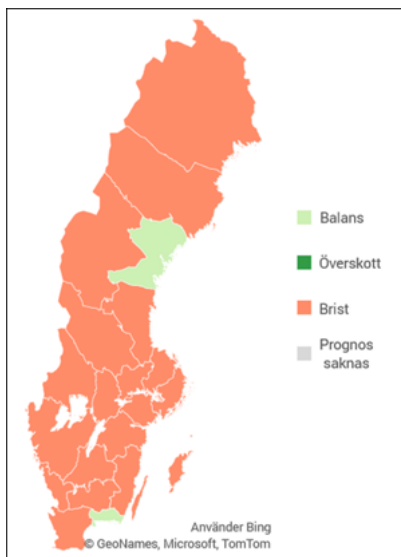 Balans
Överskott
Brist
Prognos
saknas
Använder Bing
© GeoNames, Microsoft, TomTom